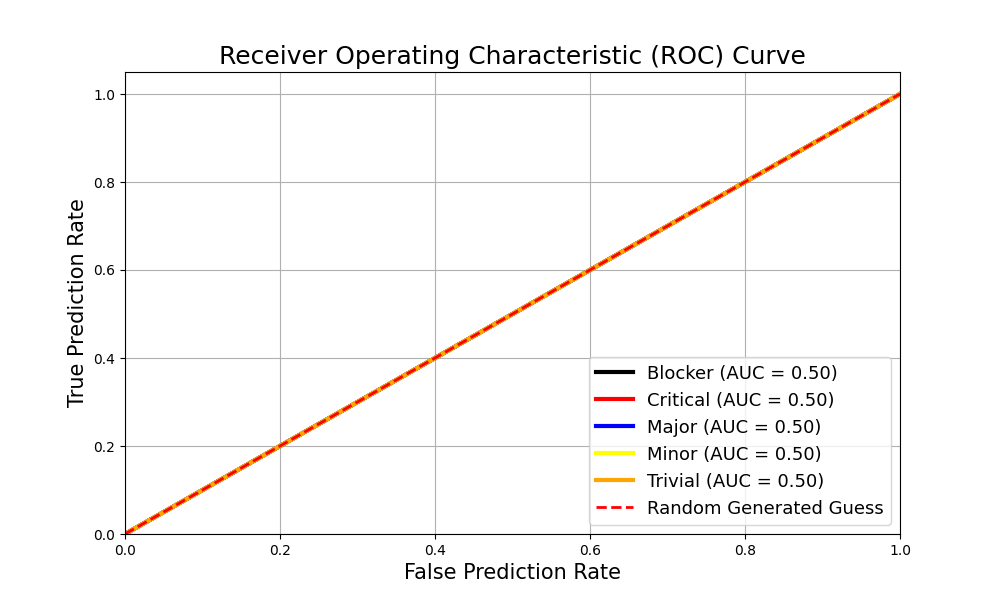 Receiver Operating Characteristic (ROC) Curve
True Prediction Rate
1.0
0.8
0.6
0.4
0.2
0.0
Blocker (AUC = 0.50)
Critical (AUC = 0.50)
Major (AUC = 0.50)
Minor (AUC = 0.50)
Trivial (AUC = 0.50)
Random Generated Guess
0.0 0.2 0.4 0.6 0.8 1.0
False Prediction Rate